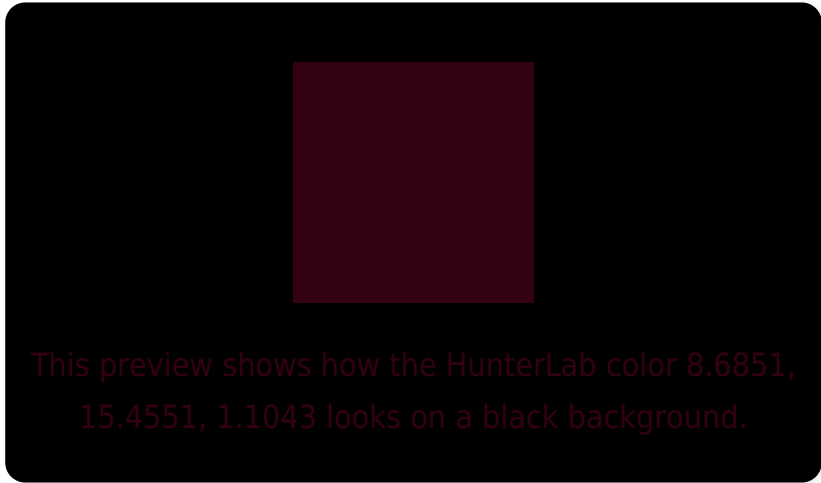 This preview shows how the HunterLab color 8.6851,
15.4551, 1.1043 looks on a black background.